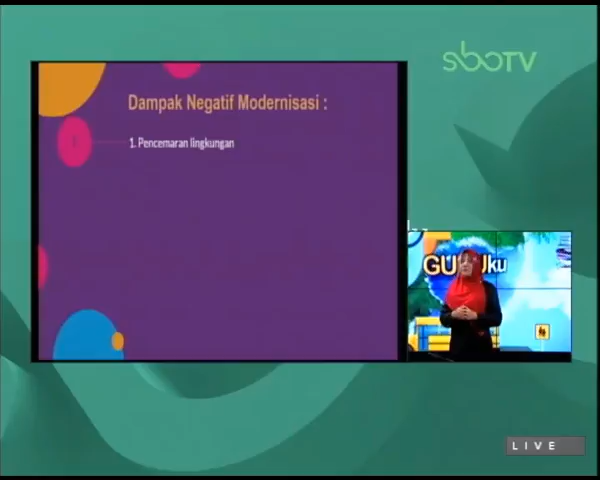 sboTV
Dampak Negatif Modernisasi :
1. Pencemaran lingkungan
GURUku
LIVE